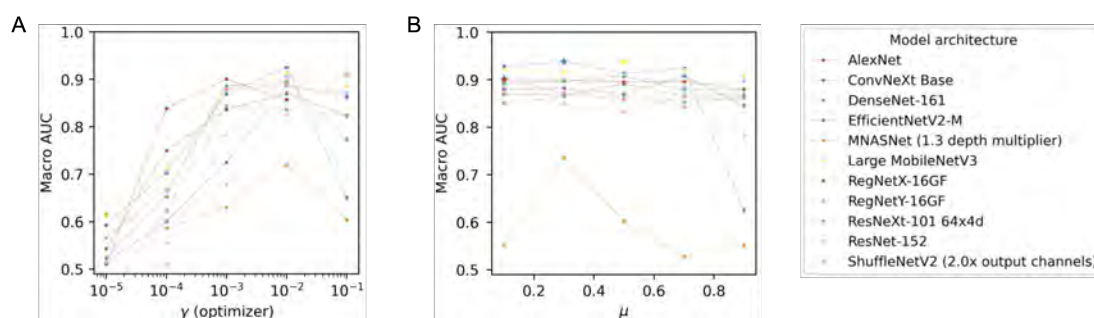 A
Macro AUC
1.0
0.9
0.8
0.7
0.6
0.5
10⁻⁵ 10⁻⁴ 10⁻³ 10⁻² 10⁻¹
γ (optimizer)
B
Macro AUC
1.0
0.9
0.8
0.7
0.6
0.5
0.2 0.4 0.6 0.8
μ
Model architecture
AlexNet
ConvNeXt Base
DenseNet-161
EfficientNetV2-M
MNASNet (1.3 depth multiplier)
Large MobileNetV3
RegNetX-16GF
RegNetY-16GF
ResNeXt-101 64x4d
ResNet-152
ShuffleNetV2 (2.0x output channels)